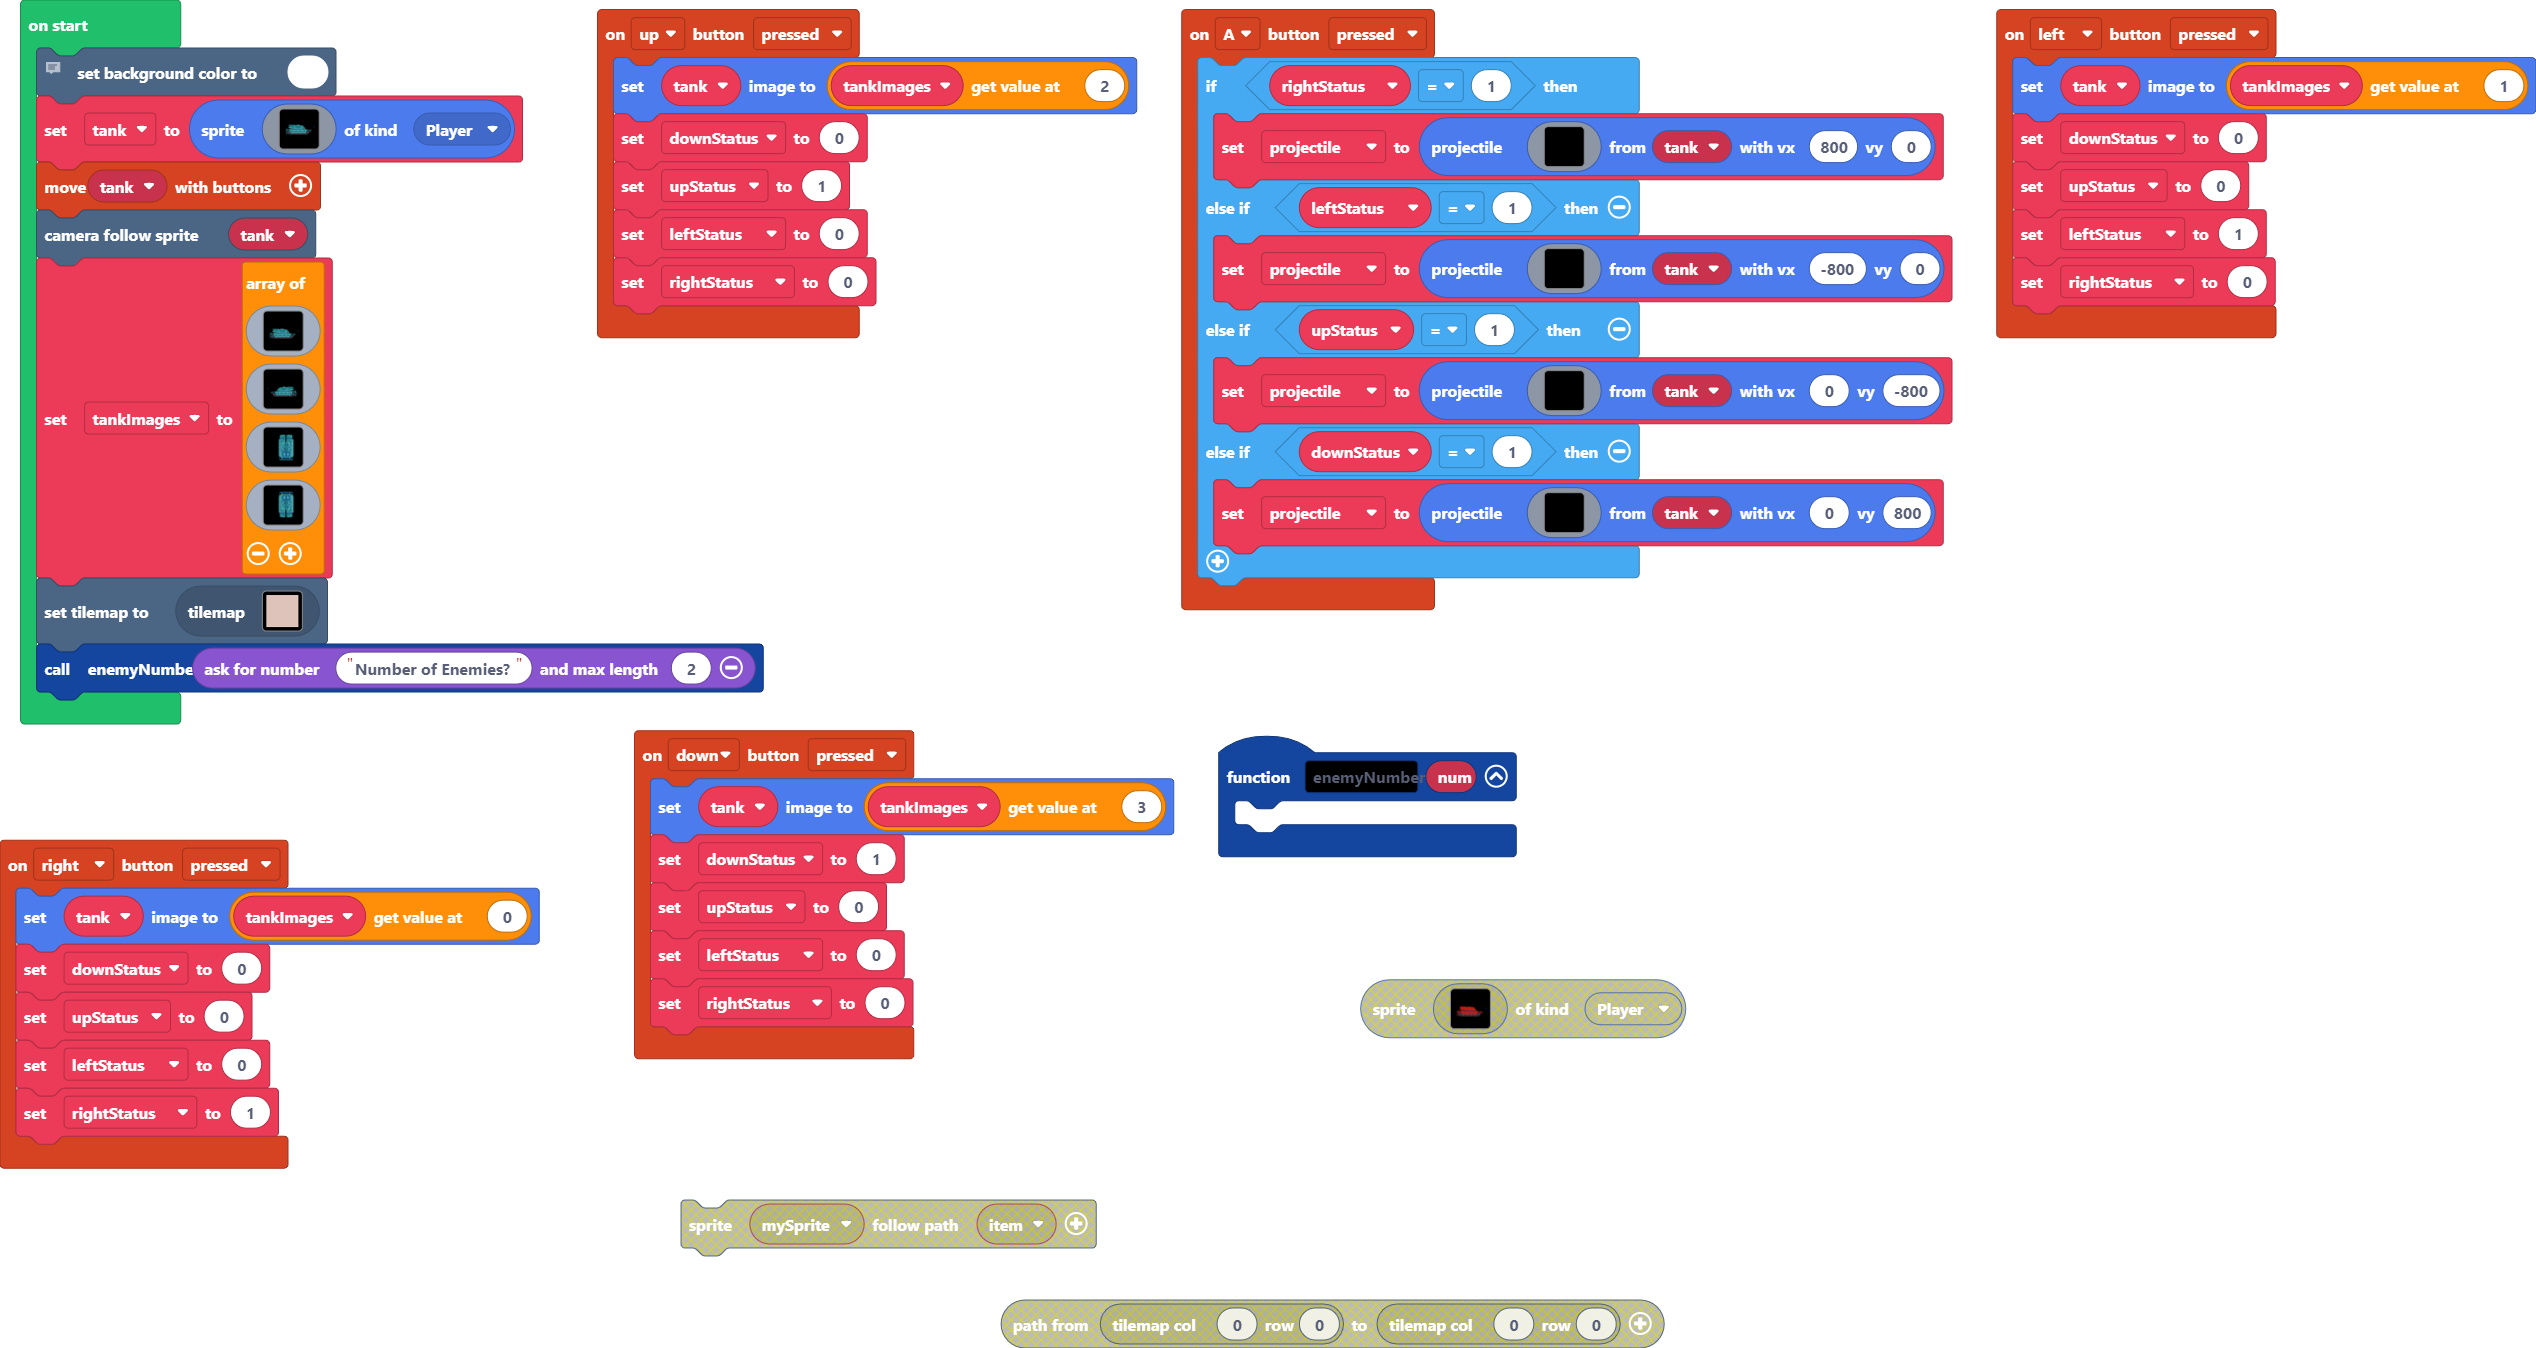 on start
set background color to
set tank to sprite of kind Player
move tank with buttons
camera follow sprite tank
set tankImages to array of
set tilemap to tilemap
call enemyNumbe ask for number "Number of Enemies?" and max length 2
on up button pressed
set tank image to tankImages get value at 2
set downStatus to 0
set upStatus to 1
set leftStatus to 0
set rightStatus to 0
on A button pressed
if rightStatus = 1 then
set projectile to projectile from tank with vx 800 vy 0
else if leftStatus = 1 then
set projectile to projectile from tank with vx -800 vy 0
else if upStatus = 1 then
set projectile to projectile from tank with vx 0 vy -800
else if downStatus = 1 then
set projectile to projectile from tank with vx 0 vy 800
on left button pressed
set tank image to tankImages get value at 1
set downStatus to 0
set upStatus to 0
set leftStatus to 1
set rightStatus to 0
on right button pressed
set tank image to tankImages get value at 0
set downStatus to 0
set upStatus to 0
set leftStatus to 0
set rightStatus to 1
on down button pressed
set tank image to tankImages get value at 3
set downStatus to 1
set upStatus to 0
set leftStatus to 0
set rightStatus to 0
function enemyNumber num
sprite of kind Player
sprite mySprite follow path item
path from tilemap col 0 row 0 to tilemap col 0 row 0